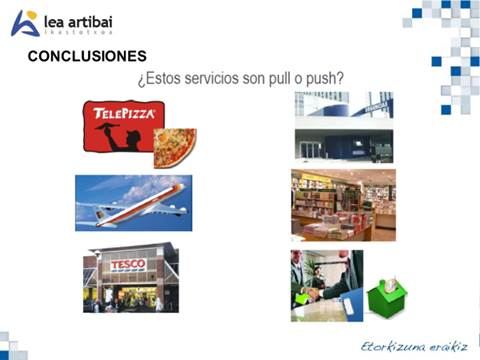 lea artibai
ikastetxea
CONCLUSIONES
¿Estos servicios son pull o push?
TELEPIZZA
TESCO
Etorkizuna eraikiz